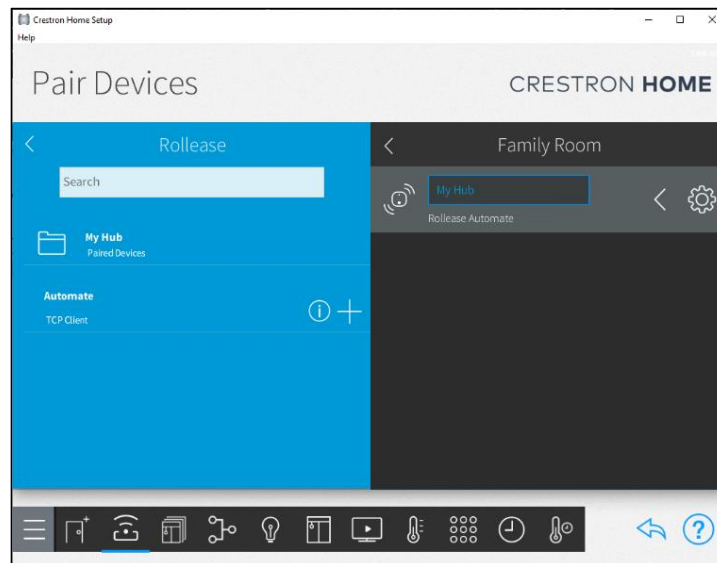 Crestron Home Setup
Help
Pair Devices
CRESTRON HOME
Rollease
Search
My Hub
Paired Devices
Automate
TCP Client
Family Room
My Hub
Rollease Automate